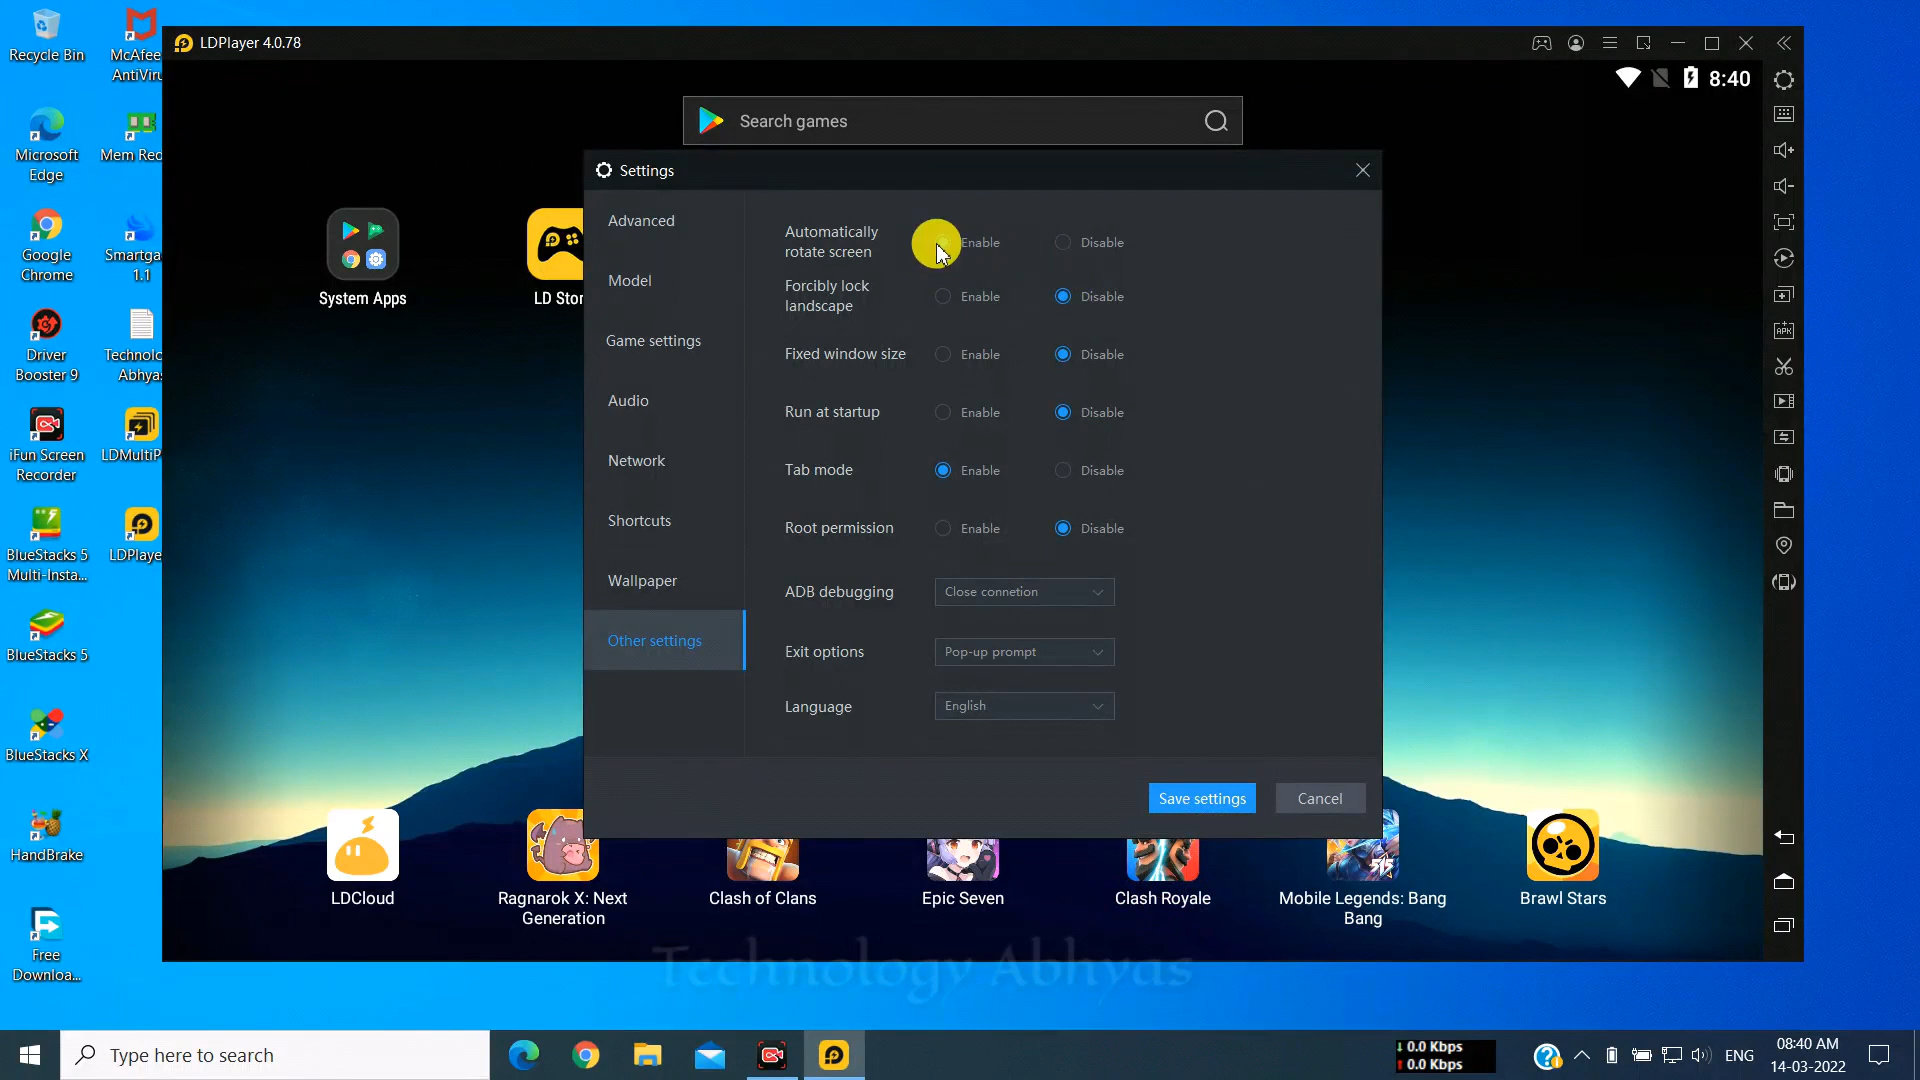 Recycle Bin
McAfee
AntiViru
Microsoft
Edge
Mem Red
Google
Chrome
Smartga
1.1
Driver
Booster 9
Technolo
Abhyas
iFun Screen
Recorder
LDMultiP
BlueStacks 5
Multi-Insta...
LDPlaye
BlueStacks 5
BlueStacks X
HandBrake
Free
Downloa...
LDPlayer 4.0.78
8:40
Search games
System Apps
LD Stor
Settings
Advanced
Model
Game settings
Audio
Network
Shortcuts
Wallpaper
Other settings
Automatically
rotate screen
Enable
Disable
Forcibly lock
landscape
Enable
Disable
Fixed window size
Enable
Disable
Run at startup
Enable
Disable
Tab mode
Enable
Disable
Root permission
Enable
Disable
ADB debugging
Close connetion
Exit options
Pop-up prompt
Language
English
Save settings
Cancel
APK
515
LDCloud
Ragnarok X: Next
Generation
Clash of Clans
Epic Seven
Clash Royale
Mobile Legends: Bang
Bang
Brawl Stars
Technology Abhyas
Type here to search
0.0 Kbps
0.0 Kbps
ENG
08:40 AM
14-03-2022